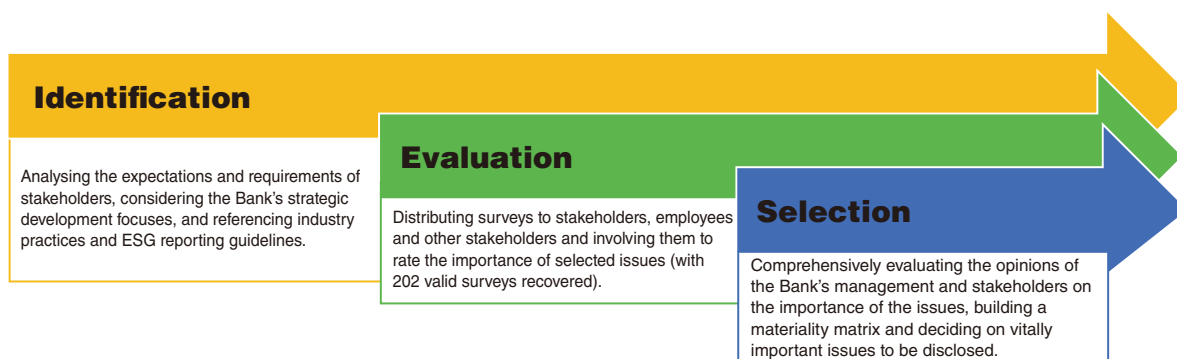 Identification
Analysing the expectations and requirements of
stakeholders, considering the Bank's strategic
development focuses, and referencing industry
practices and ESG reporting guidelines.
Evaluation
Distributing surveys to stakeholders, employees
and other stakeholders and involving them to
rate the importance of selected issues (with
202 valid surveys recovered).
Selection
Comprehensively evaluating the opinions of
the Bank's management and stakeholders on
the importance of the issues, building a
materiality matrix and deciding on vitally
important issues to be disclosed.